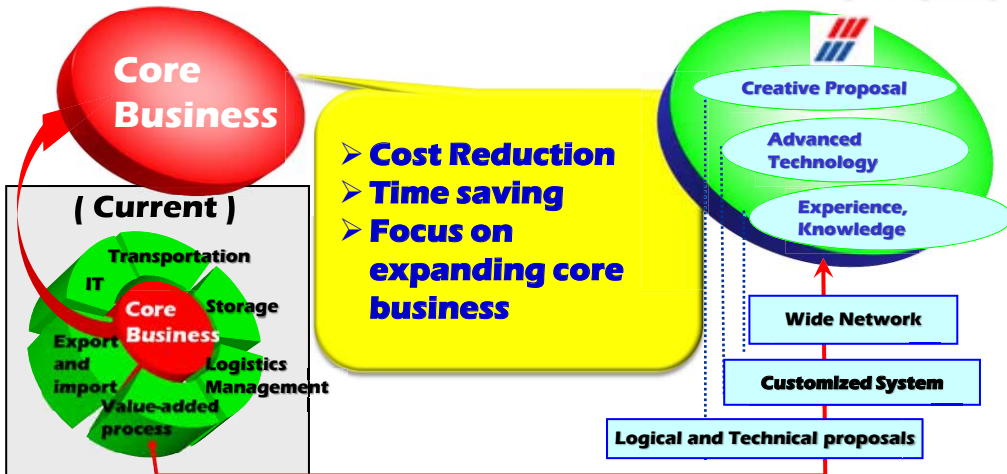 Core
Business
( Current )
Transportation
IT
Storage
Core
Business
Export
and
import
Logistics
Management
Value-added
process
➢ Cost Reduction
➢ Time saving
➢ Focus on
expanding core
business
Creative Proposal
Advanced
Technology
Experience,
Knowledge
Wide Network
Customized System
Logical and Technical proposals